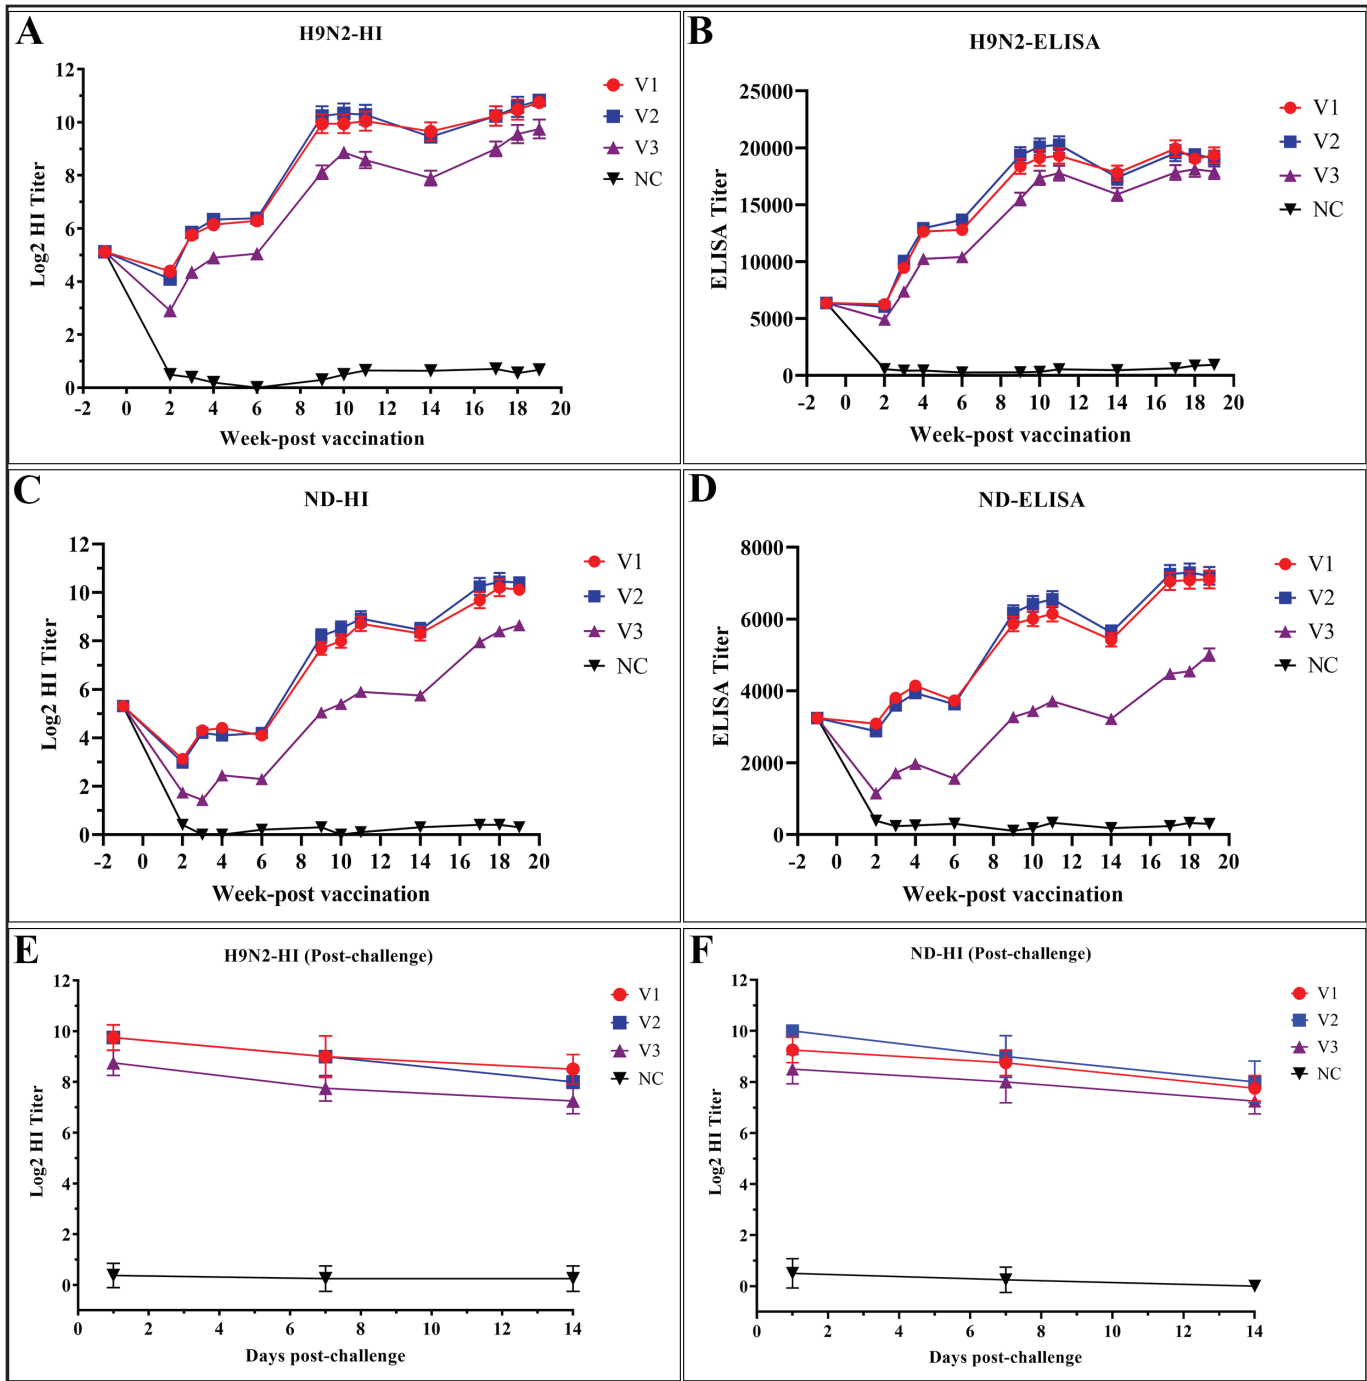 A
H9N2-HI
Log2 HI Titer
12
10
8
6
4
2
0
-2 0 2 4 6 8 10 12 14 16 18 20
Week-post vaccination
V1
V2
V3
NC
B
H9N2-ELISA
ELISA Titer
25000
20000
15000
10000
5000
0
-2 0 2 4 6 8 10 12 14 16 18 20
Week-post vaccination
V1
V2
V3
NC
C
ND-HI
Log2 HI Titer
12
10
8
6
4
2
0
-2 0 2 4 6 8 10 12 14 16 18 20
Week-post vaccination
V1
V2
V3
NC
D
ND-ELISA
ELISA Titer
8000
6000
4000
2000
0
-2 0 2 4 6 8 10 12 14 16 18 20
Week-post vaccination
V1
V2
V3
NC
E
H9N2-HI (Post-challenge)
Log2 HI Titer
12
10
8
6
4
2
0
0 2 4 6 8 10 12 14
Days post-challenge
V1
V2
V3
NC
F
ND-HI (Post-challenge)
Log2 HI Titer
12
10
8
6
4
2
0
0 2 4 6 8 10 12 14
Days post-challenge
V1
V2
V3
NC